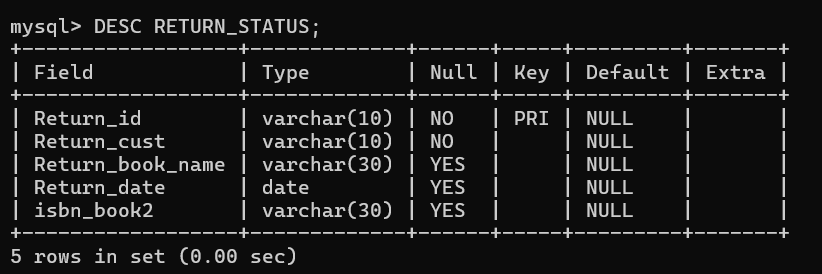 mysql> DESC RETURN_STATUS;
+------------------+-------------+------+-----+---------+-------+
| Field            | Type        | Null | Key | Default | Extra |
+------------------+-------------+------+-----+---------+-------+
| Return_id        | varchar(10) | NO   | PRI | NULL    |       |
| Return_cust      | varchar(10) | NO   |     | NULL    |       |
| Return_book_name | varchar(30) | YES  |     | NULL    |       |
| Return_date      | date        | YES  |     | NULL    |       |
| isbn_book2       | varchar(30) | YES  |     | NULL    |       |
+------------------+-------------+------+-----+---------+-------+
5 rows in set (0.00 sec)